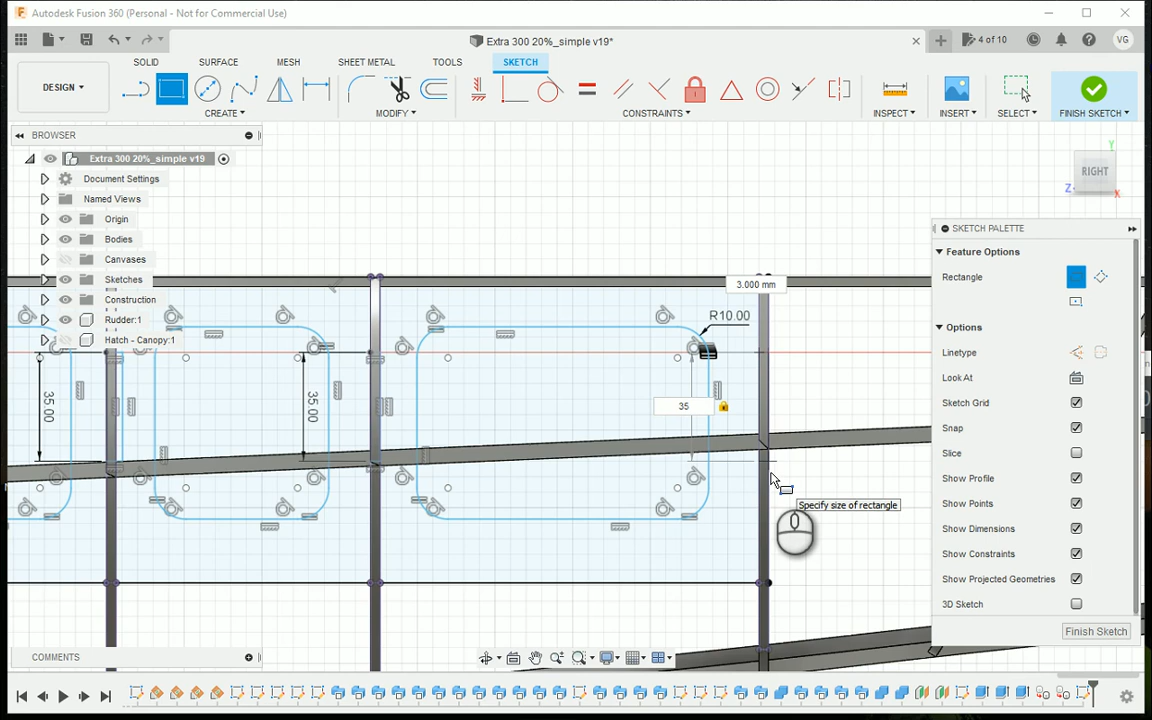 Autodesk Fusion 360 (Personal - Not for Commercial Use)
Extra 300 20%_simple v19*
4 of 10
VG
DESIGN
SOLID
SURFACE
MESH
SHEET METAL
TOOLS
SKETCH
CREATE
MODIFY
CONSTRAINTS
INSPECT
INSERT
SELECT
FINISH SKETCH
BROWSER
Extra 300 20%_simple v19
Document Settings
Named Views
Origin
Bodies
Canvases
Sketches
Construction
Rudder:1
Hatch - Canopy:1
Y
RIGHT
Z
X
SKETCH PALETTE
Feature Options
Rectangle
Options
Linetype
Look At
Sketch Grid
Snap
Slice
Show Profile
Show Points
Show Dimensions
Show Constraints
Show Projected Geometries
3D Sketch
Finish Sketch
3.000 mm
R10.00
35.00
35.00
35
Specify size of rectangle
COMMENTS